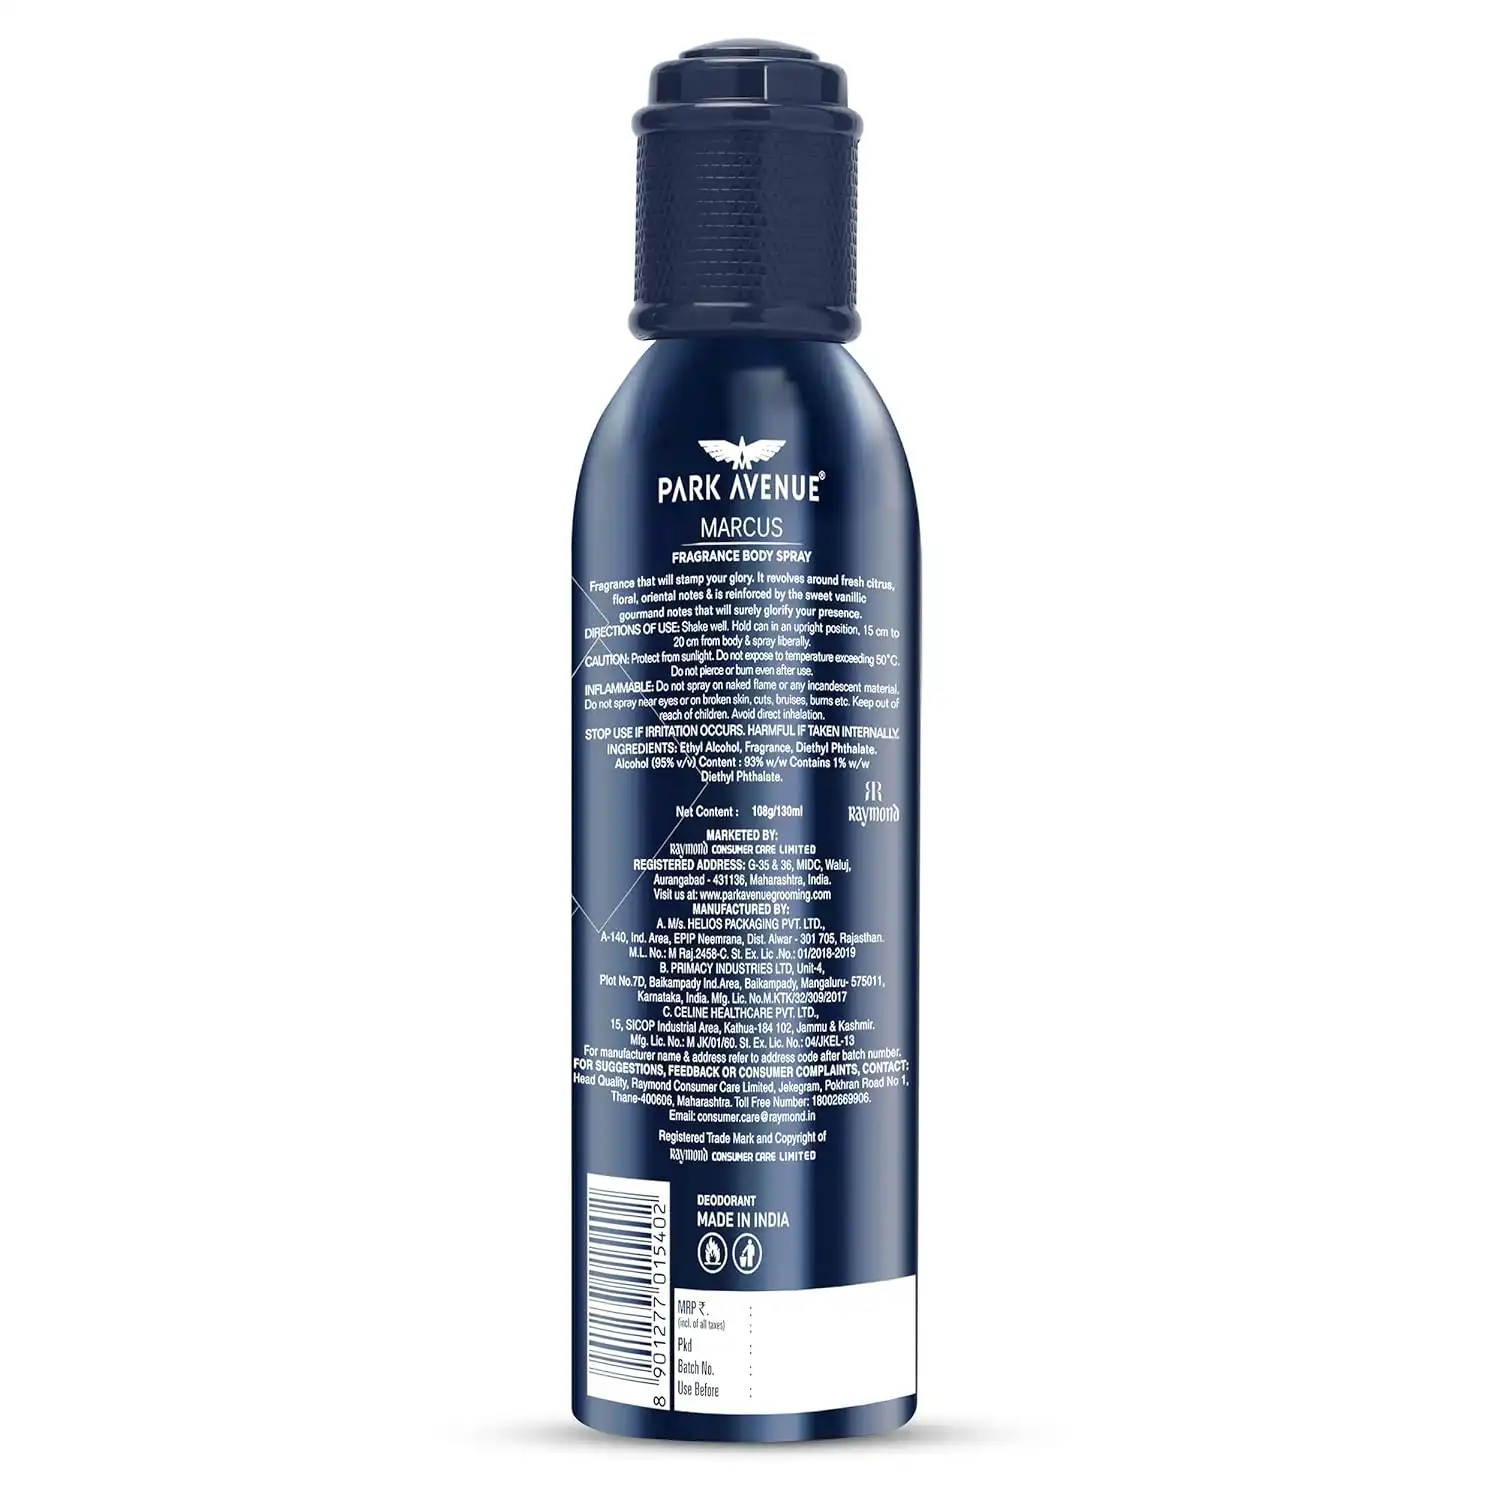 PARK AVENUE®
MARCUS
FRAGRANCE BODY SPRAY
Fragrance that will stamp your glory. It revolves around fresh citrus,
floral, oriental notes & is reinforced by the sweet vanillic
gourmand notes that will surely glorify your presence.
DIRECTIONS OF USE: Shake well. Hold can in an upright position, 15 cm to
20 cm from body & spray liberally.
CAUTION: Protect from sunlight. Do not expose to temperature exceeding 50°C.
Do not pierce or burn even after use.
INFLAMMABLE: Do not spray on naked flame or any incandescent material.
Do not spray near eyes or on broken skin, cuts, bruises, burns etc. Keep out of
reach of children. Avoid direct inhalation.
STOP USE IF IRRITATION OCCURS. HARMFUL IF TAKEN INTERNALLY.
INGREDIENTS: Ethyl Alcohol, Fragrance, Diethyl Phthalate.
Alcohol (95% v/v) Content : 93% w/w Contains 1% w/w
Diethyl Phthalate.
Raymond
Net Content : 108g/130ml
MARKETED BY:
Raymond CONSUMER CARE LIMITED
REGISTERED ADDRESS: G-35 & 36, MIDC, Waluj,
Aurangabad - 431136, Maharashtra, India.
Visit us at: www.parkavenuegrooming.com
MANUFACTURED BY:
A. M/s. HELIOS PACKAGING PVT. LTD.,
A-140, Ind. Area, EPIP Neemrana, Dist. Alwar - 301 705, Rajasthan.
M.L. No.: M Raj.2458-C. St. Ex. Lic .No.: 01/2018-2019
B. PRIMACY INDUSTRIES LTD, Unit-4,
Plot No.7D, Baikampady Ind.Area, Baikampady, Mangaluru- 575011,
Karnataka, India. Mfg. Lic. No.M.KTK/32/309/2017
C. CELINE HEALTHCARE PVT. LTD.,
15, SICOP Industrial Area, Kathua-184 102, Jammu & Kashmir.
Mfg. Lic. No.: M JK/01/60. St. Ex. Lic. No.: 04/JKEL-13
For manufacturer name & address refer to address code after batch number.
FOR SUGGESTIONS, FEEDBACK OR CONSUMER COMPLAINTS, CONTACT:
Head Quality, Raymond Consumer Care Limited, Jekegram, Pokhran Road No 1,
Thane-400606, Maharashtra. Toll Free Number: 18002669906.
Email: consumer.care@raymond.in
Registered Trade Mark and Copyright of
Raymond CONSUMER CARE LIMITED
DEODORANT
MADE IN INDIA
8 901277 015402
MRP ₹. :
(incl. of all taxes) :
Pkd :
Batch No. :
Use Before :